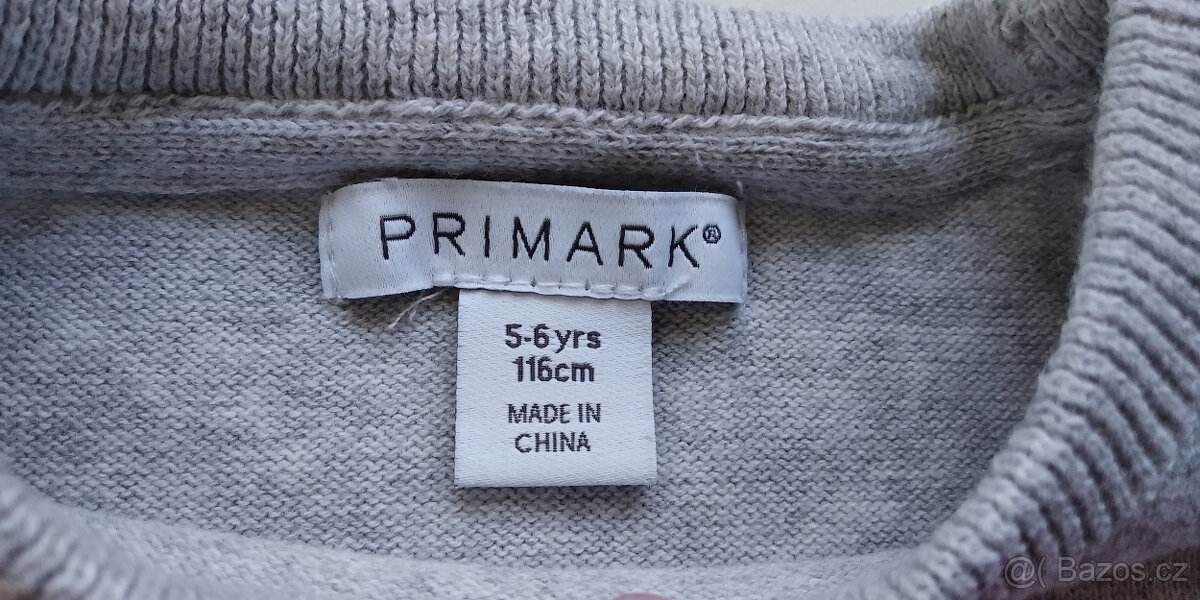 PRIMARK®
5-6 yrs
116cm
MADE IN
CHINA
@( Bazos.cz